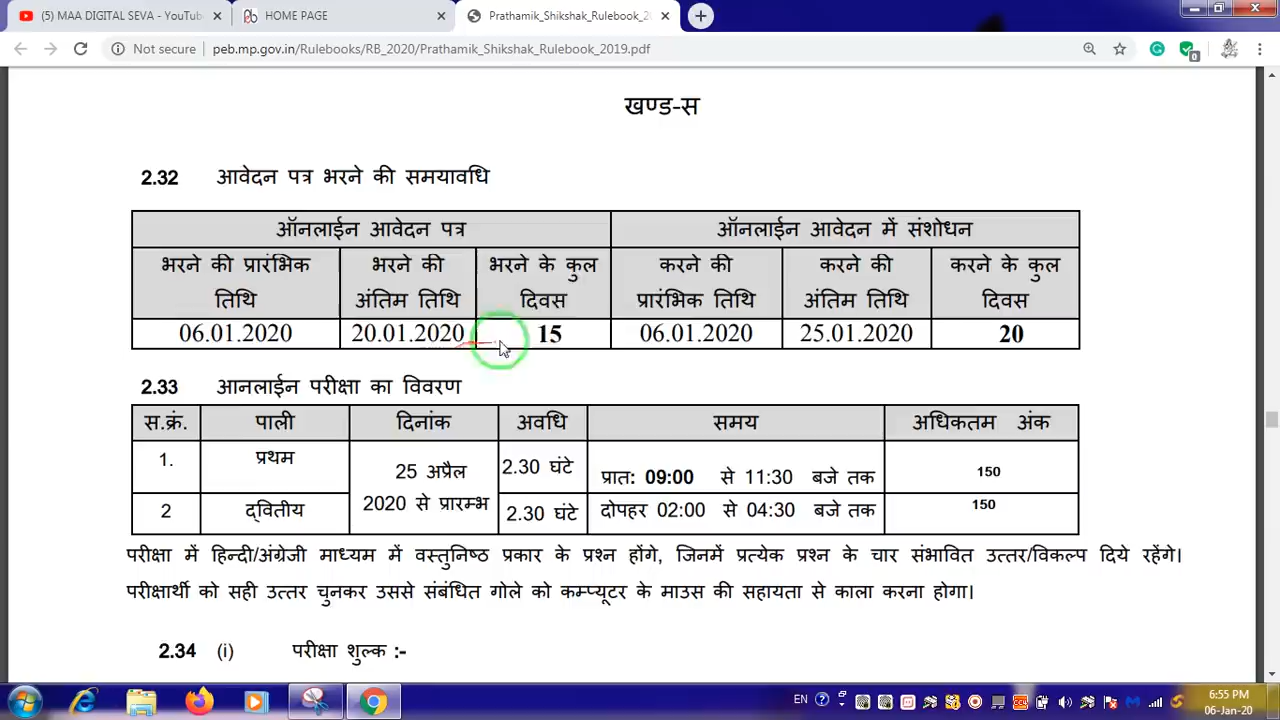 (5) MAA DIGITAL SEVA - YouTub
HOME PAGE
Prathamik_Shikshak_Rulebook_2
Not secure | peb.mp.gov.in/Rulebooks/RB_2020/Prathamik_Shikshak_Rulebook_2019.pdf
0
खण्ड-स
2.32 आवेदन पत्र भरने की समयावधि
ऑनलाईन आवेदन पत्र ऑनलाईन आवेदन में संशोधन
भरने की प्रारंभिक भरने की भरने के कुल करने की करने की करने के कुल
तिथि अंतिम तिथि दिवस प्रारंभिक तिथि अंतिम तिथि दिवस
06.01.2020 20.01.2020 15 06.01.2020 25.01.2020 20
2.33 आनलाईन परीक्षा का विवरण
स.क्रं. पाली दिनांक अवधि समय अधिकतम अंक
1. प्रथम 25 अप्रैल 2.30 घंटे प्रात: 09:00 से 11:30 बजे तक 150
2 द्वितीय 2020 से प्रारम्भ 2.30 घंटे दोपहर 02:00 से 04:30 बजे तक 150
परीक्षा में हिन्दी/अंग्रेजी माध्यम में वस्तुनिष्ठ प्रकार के प्रश्न होंगे, जिनमें प्रत्येक प्रश्न के चार संभावित उत्तर/विकल्प दिये रहेंगे।
परीक्षार्थी को सही उत्तर चुनकर उससे संबंधित गोले को कम्प्यूटर के माउस की सहायता से काला करना होगा।
2.34 (i) परीक्षा शुल्क :-
EN
6:55 PM
06-Jan-20